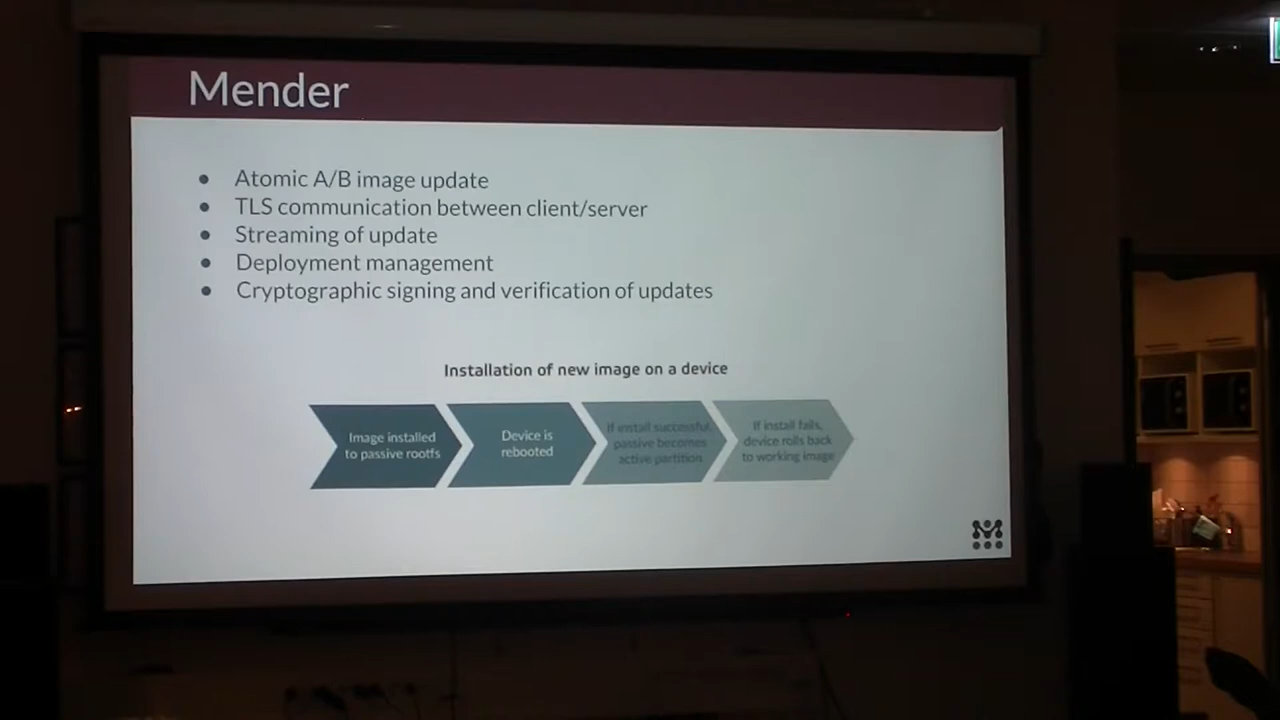 Mender
● Atomic A/B image update
● TLS communication between client/server
● Streaming of update
● Deployment management
● Cryptographic signing and verification of updates
Installation of new image on a device
Image installed
to passive rootfs
Device is
rebooted
If install successful,
passive becomes
active partition
If install fails,
device rolls back
to working image